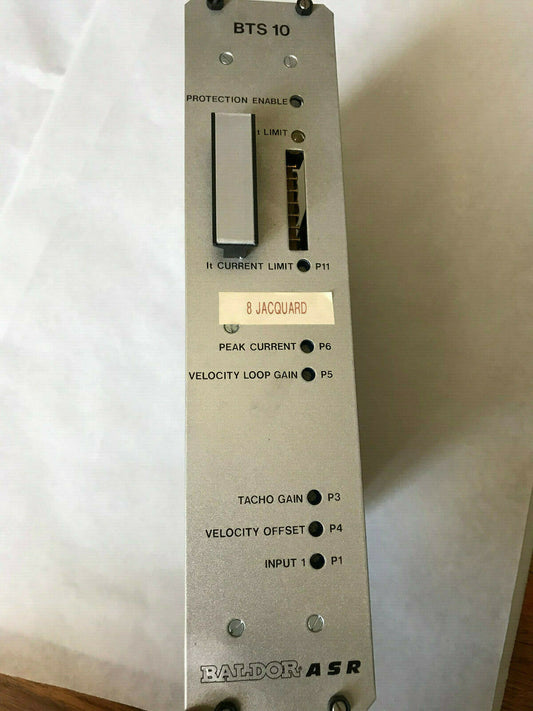 BTS 10
PROTECTION ENABLE
t LIMIT
It CURRENT LIMIT P11
8 JACQUARD
PEAK CURRENT P6
VELOCITY LOOP GAIN P5
TACHO GAIN P3
VELOCITY OFFSET P4
INPUT 1 P1
BALDOR ASR